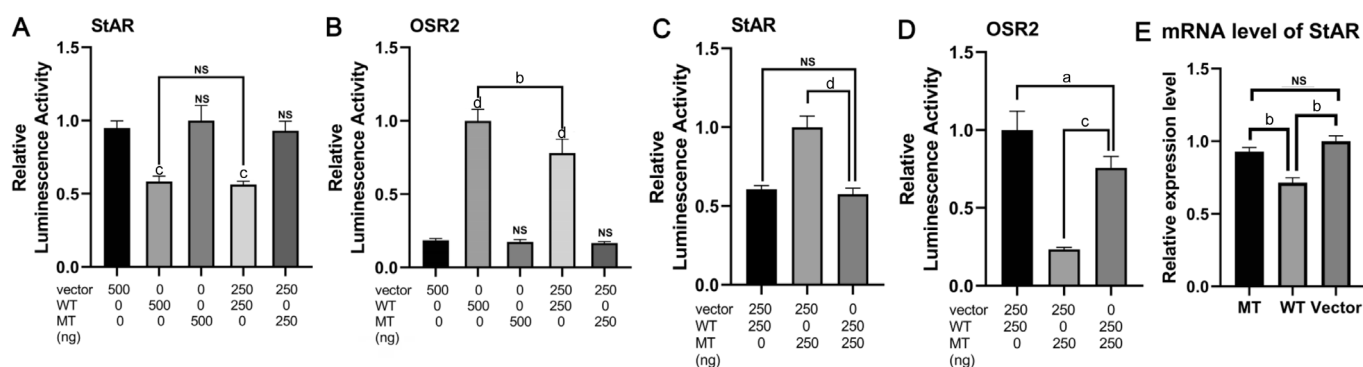 A StAR
Relative
Luminescence Activity
1.5
1.0
0.5
0.0
NS
c
NS
c
NS
vector 500 0 0 250 250
WT 0 500 0 250 0
MT 0 0 500 0 250
(ng)
B OSR2
Relative
Luminescence Activity
1.5
1.0
0.5
0.0
b
d
NS
d
NS
vector 500 0 0 250 250
WT 0 500 0 250 0
MT 0 0 500 0 250
(ng)
C StAR
Relative
Luminescence Activity
1.5
1.0
0.5
0.0
NS
d
vector 250 250 0
WT 250 0 250
MT 0 250 250
(ng)
D OSR2
Relative
Luminescence Activity
1.5
1.0
0.5
0.0
a
c
vector 250 250 0
WT 250 0 250
MT 0 250 250
(ng)
E mRNA level of StAR
Relative expression level
1.5
1.0
0.5
0.0
NS
b
b
MT WT Vector